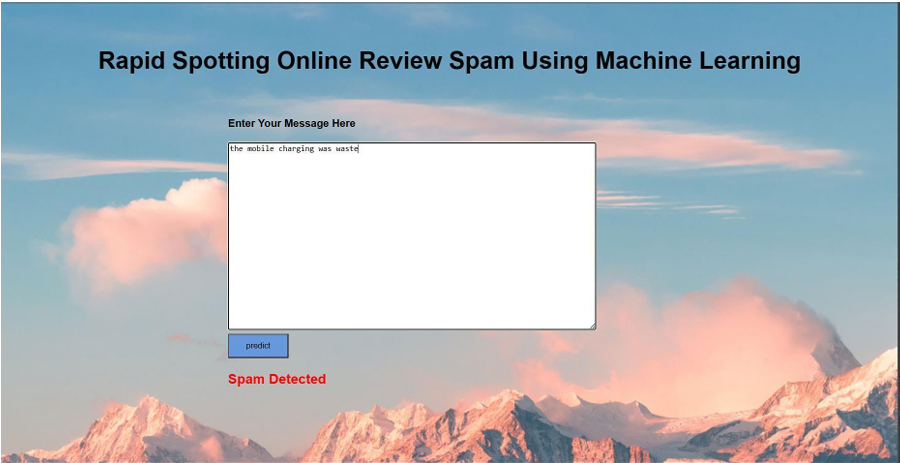 Rapid Spotting Online Review Spam Using Machine Learning
Enter Your Message Here
the mobile charging was waste
predict
Spam Detected